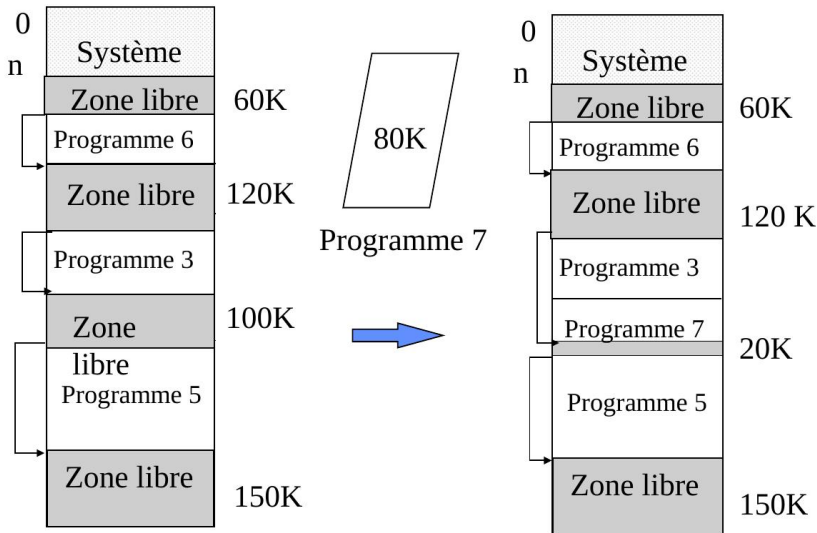 0
n
Système
Zone libre
60K
Programme 6
Zone libre
120K
Programme 3
Zone
libre
100K
Programme 5
Zone libre
150K
80K
Programme 7
0
n
Système
Zone libre
60K
Programme 6
Zone libre
120 K
Programme 3
Programme 7
20K
Programme 5
Zone libre
150K